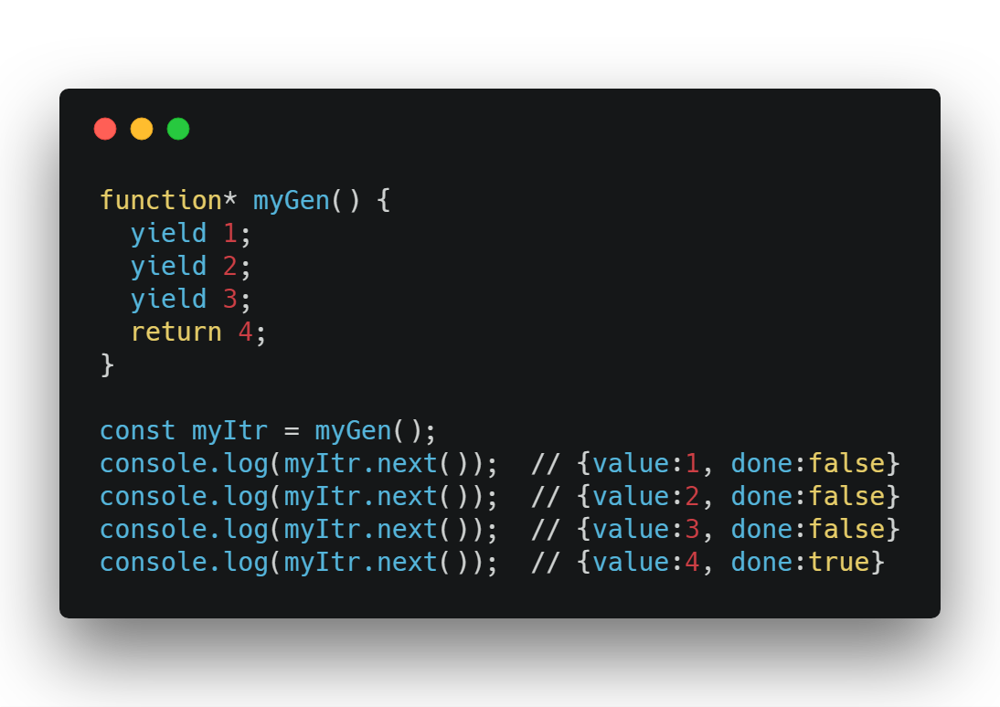 function* myGen() {
  yield 1;
  yield 2;
  yield 3;
  return 4;
}

const myItr = myGen();
console.log(myItr.next());  // {value:1, done:false}
console.log(myItr.next());  // {value:2, done:false}
console.log(myItr.next());  // {value:3, done:false}
console.log(myItr.next());  // {value:4, done:true}